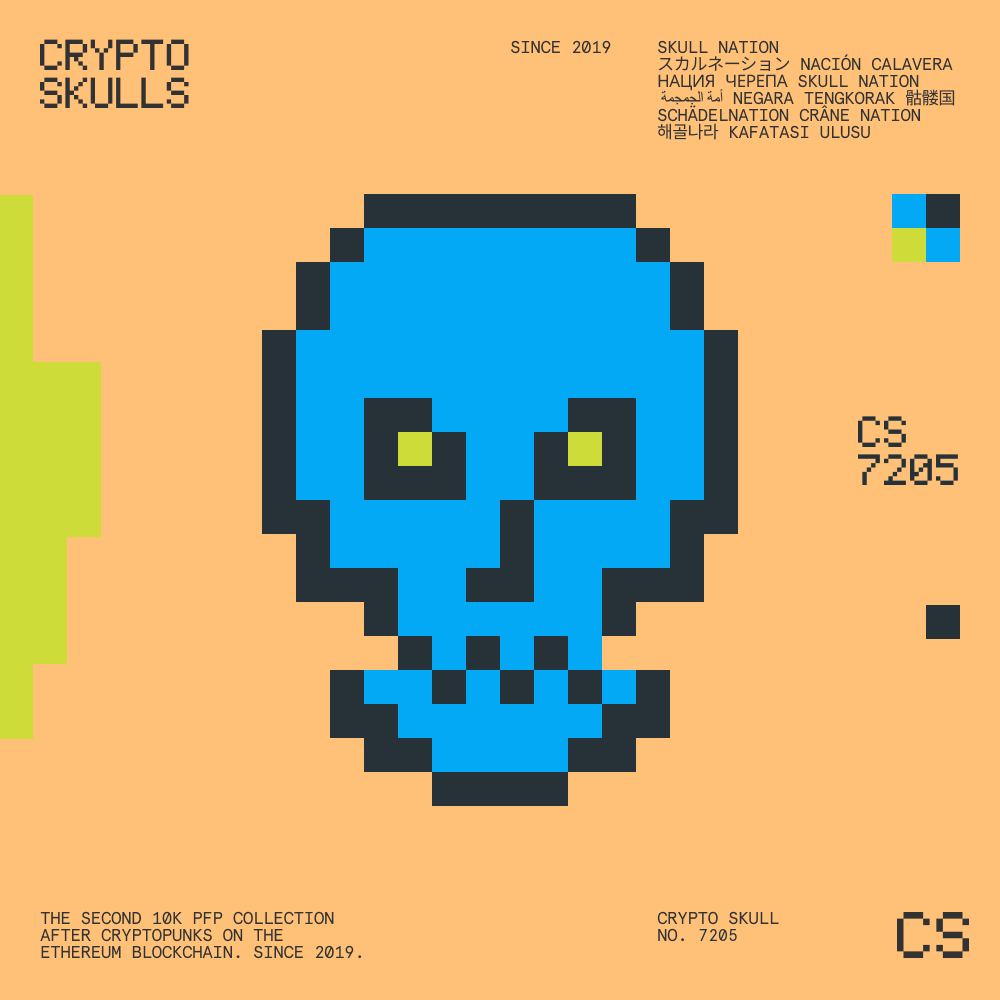 CRYPTO
SKULLS
SINCE 2019
SKULL NATION
スカルネーション NACIÓN CALAVERA
НАЦИЯ ЧЕРЕПА SKULL NATION
أمة الجمجمة NEGARA TENGKORAK 骷髅国
SCHÄDELNATION CRÂNE NATION
해골나라 KAFATASI ULUSU
CS
7205
THE SECOND 10K PFP COLLECTION
AFTER CRYPTOPUNKS ON THE
ETHEREUM BLOCKCHAIN. SINCE 2019.
CRYPTO SKULL
NO. 7205
CS